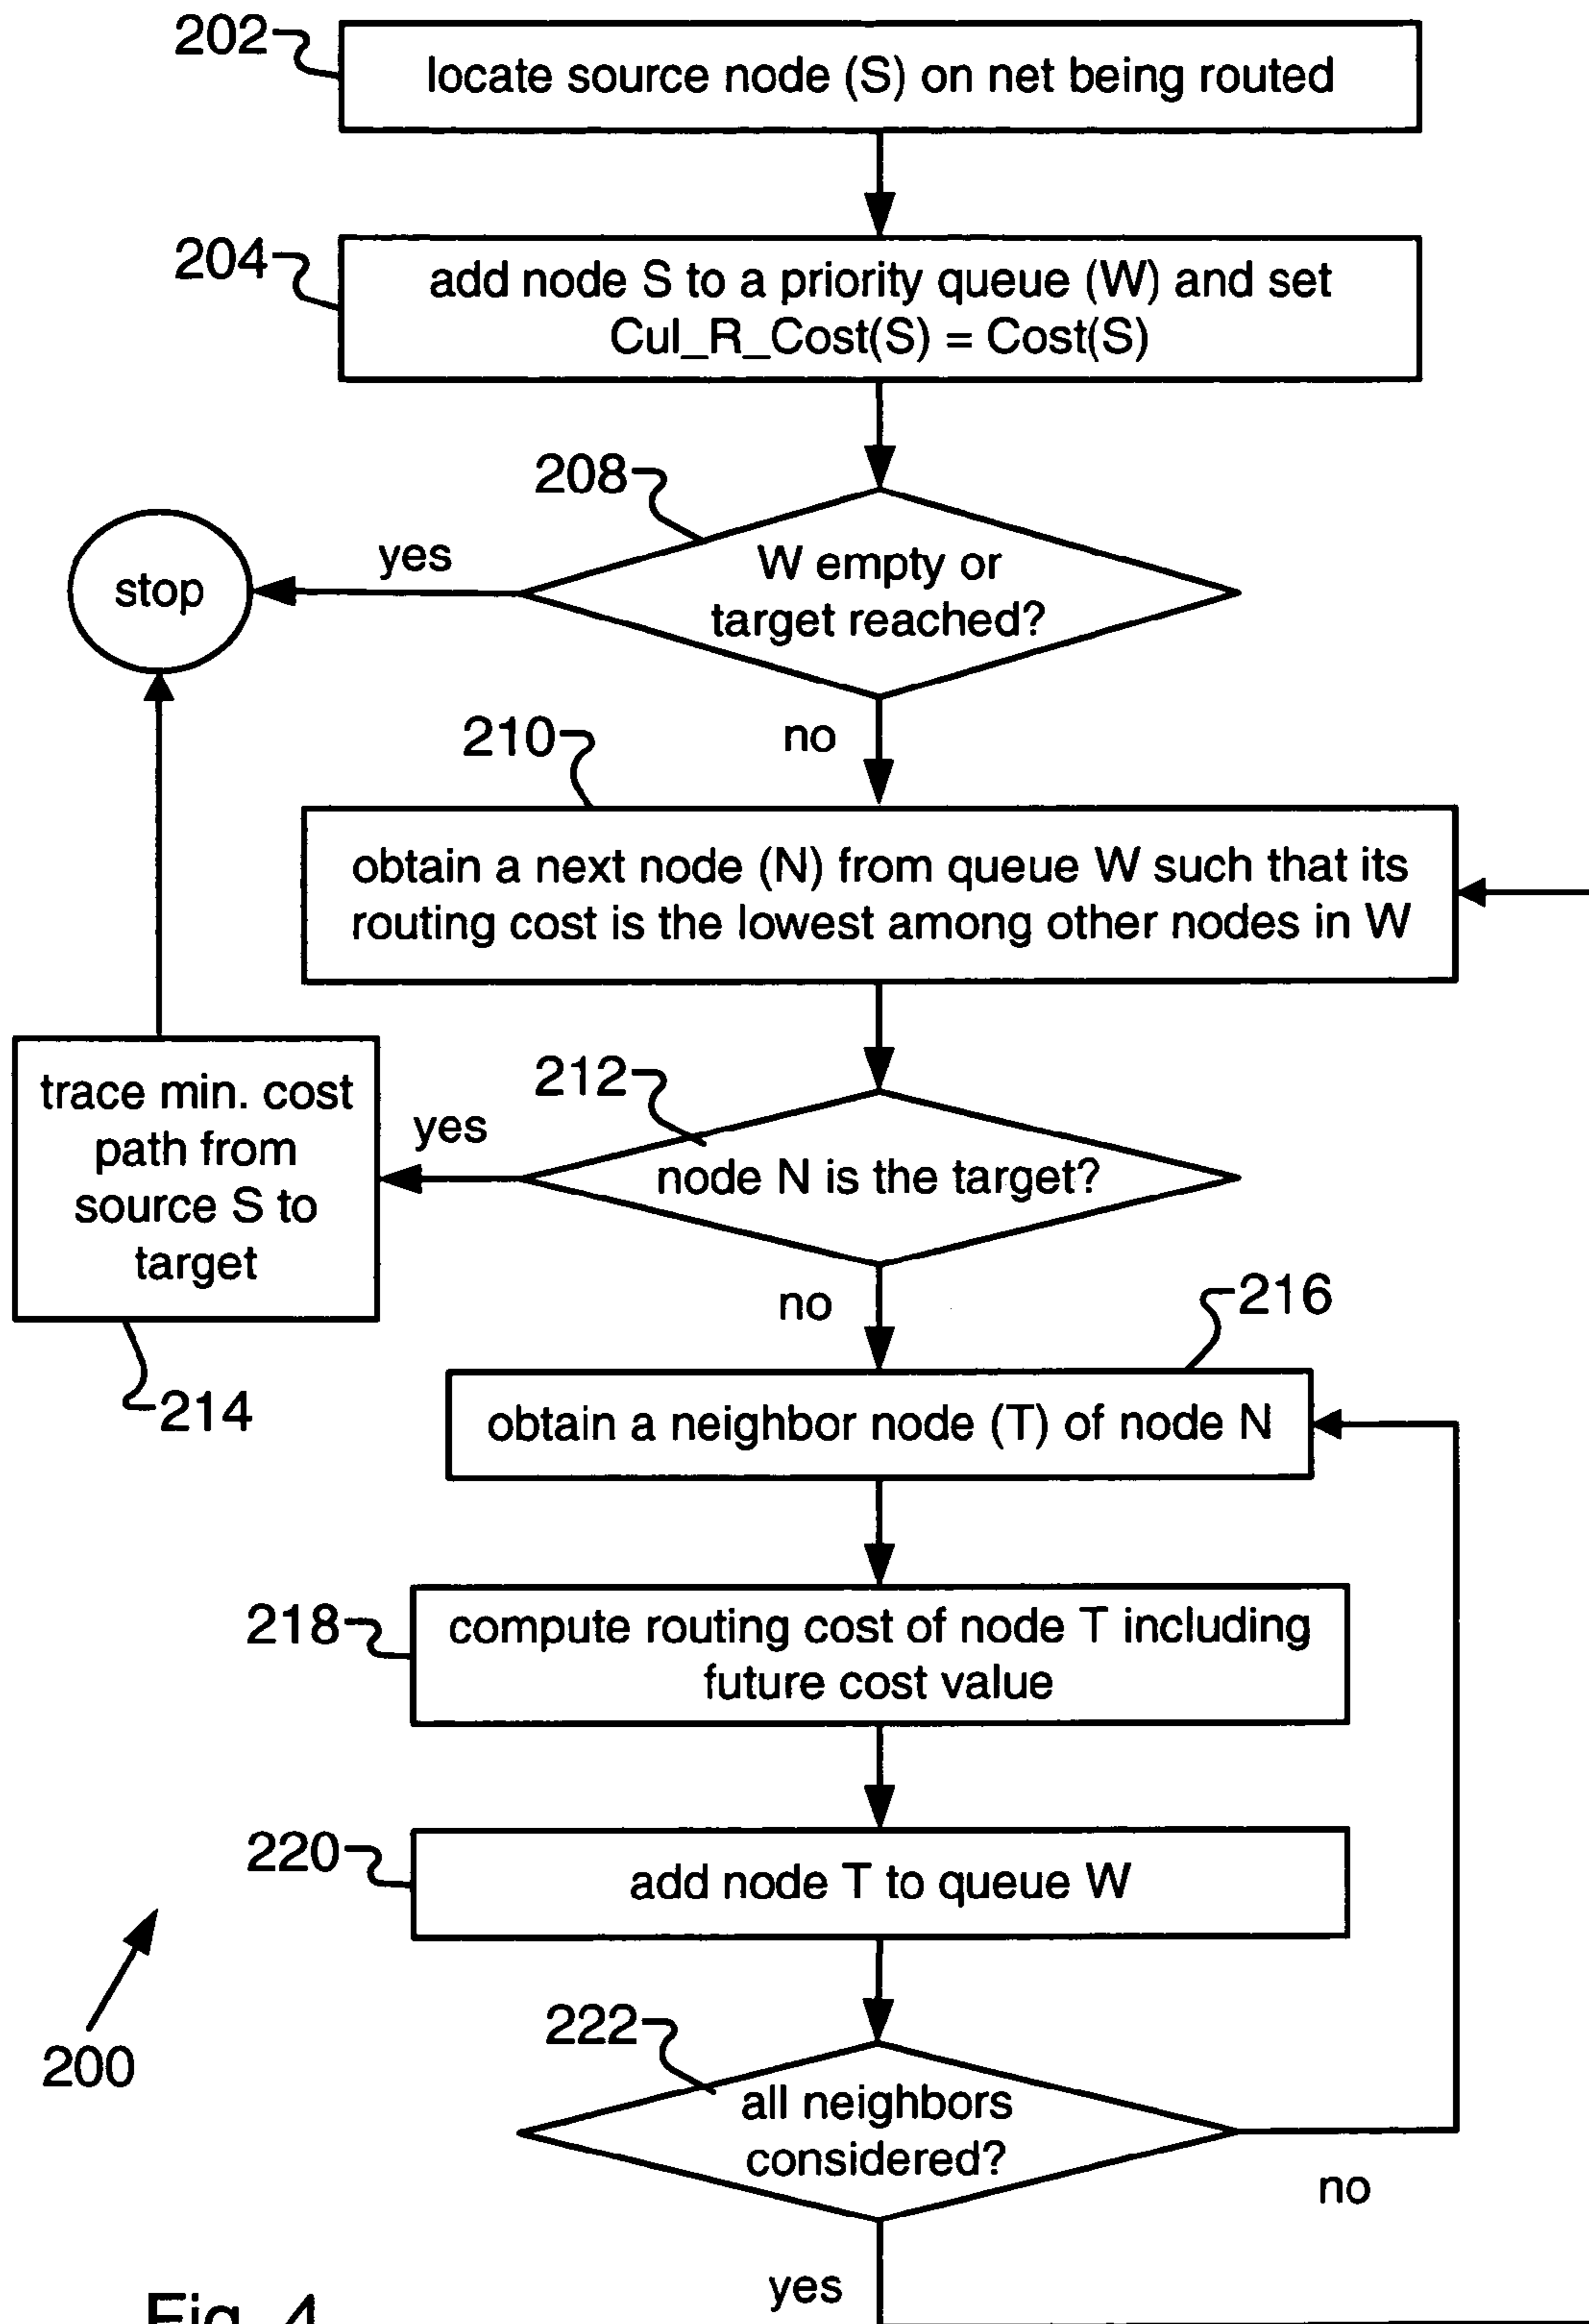 202
locate source node (S) on net being routed
204
add node S to a priority queue (W) and set
Cul_R_Cost(S) = Cost(S)
208
W empty or
target reached?
yes
stop
no
210
obtain a next node (N) from queue W such that its
routing cost is the lowest among other nodes in W
212
node N is the target?
yes
trace min. cost
path from
source S to
target
214
no
216
obtain a neighbor node (T) of node N
218
compute routing cost of node T including
future cost value
220
add node T to queue W
200
222
all neighbors
considered?
no
yes
Fig. 4